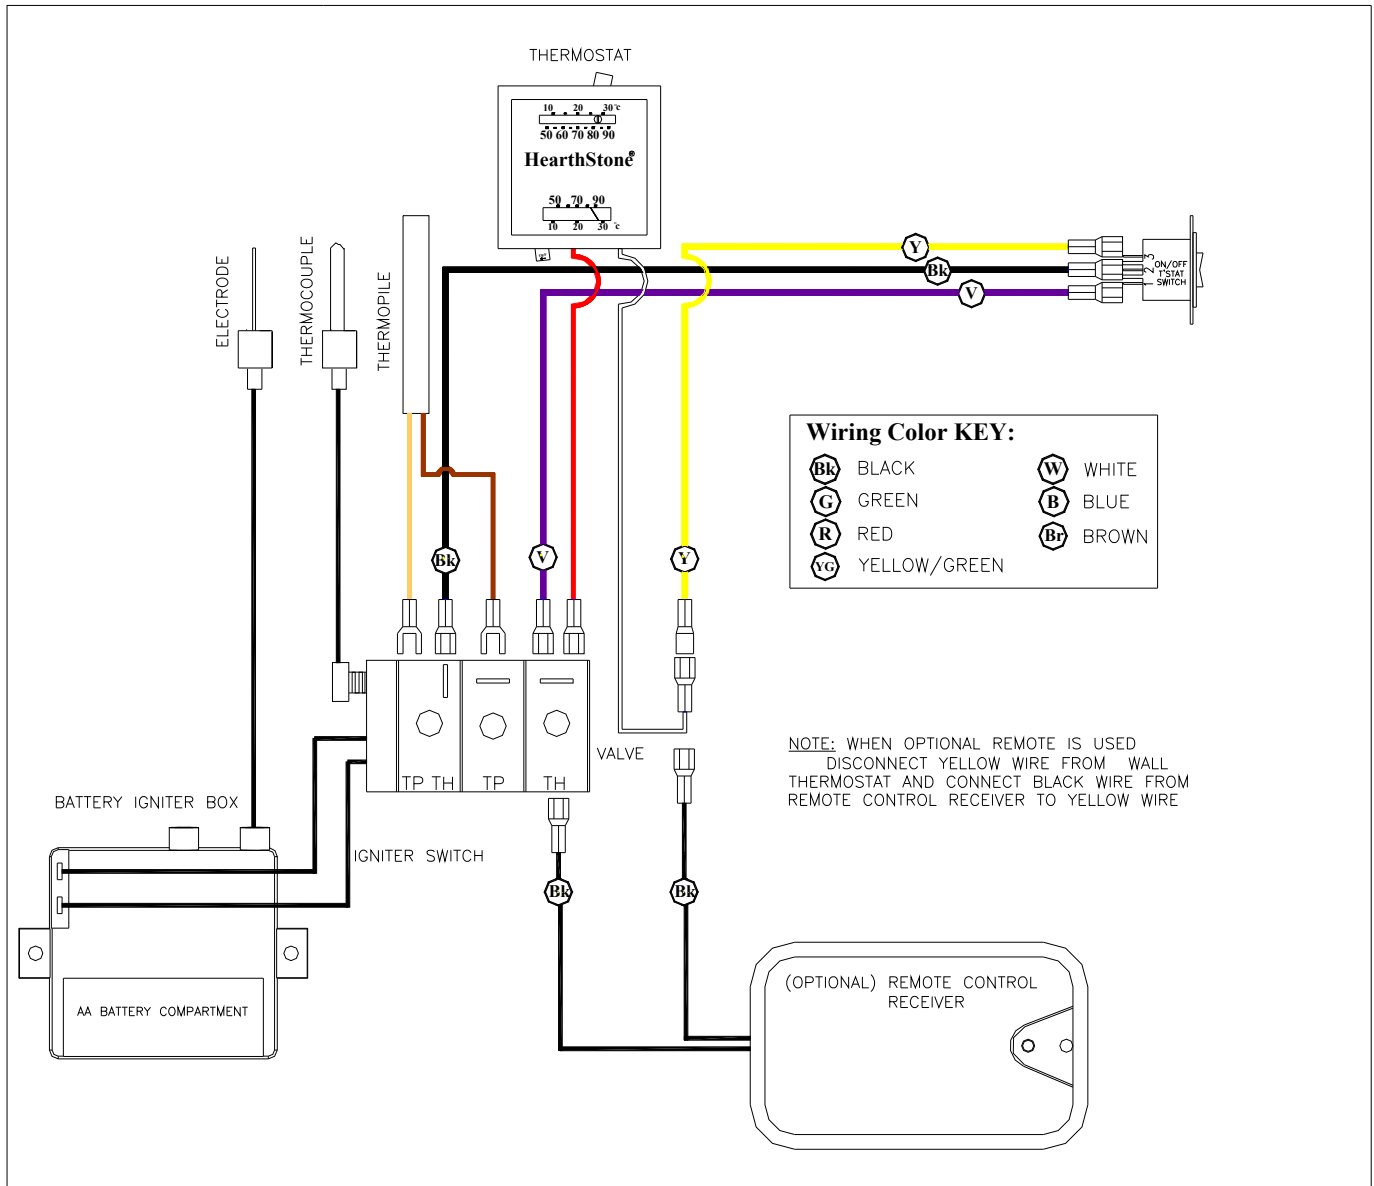 THERMOSTAT
10 20 30°c
50 60 70 80 90
HearthStone®
50 70 90
10 20 30 °c
ELECTRODE
THERMOCOUPLE
THERMOPILE
Y
Bk
V
3
2
1
ON/OFF
T'STAT
SWITCH
Wiring Color KEY:
Bk BLACK
W WHITE
G GREEN
B BLUE
R RED
Br BROWN
YG YELLOW/GREEN
Bk
V
Y
TP TH
TP
TH
VALVE
NOTE: WHEN OPTIONAL REMOTE IS USED
DISCONNECT YELLOW WIRE FROM WALL
THERMOSTAT AND CONNECT BLACK WIRE FROM
REMOTE CONTROL RECEIVER TO YELLOW WIRE
BATTERY IGNITER BOX
IGNITER SWITCH
Bk
Bk
(OPTIONAL) REMOTE CONTROL
RECEIVER
AA BATTERY COMPARTMENT